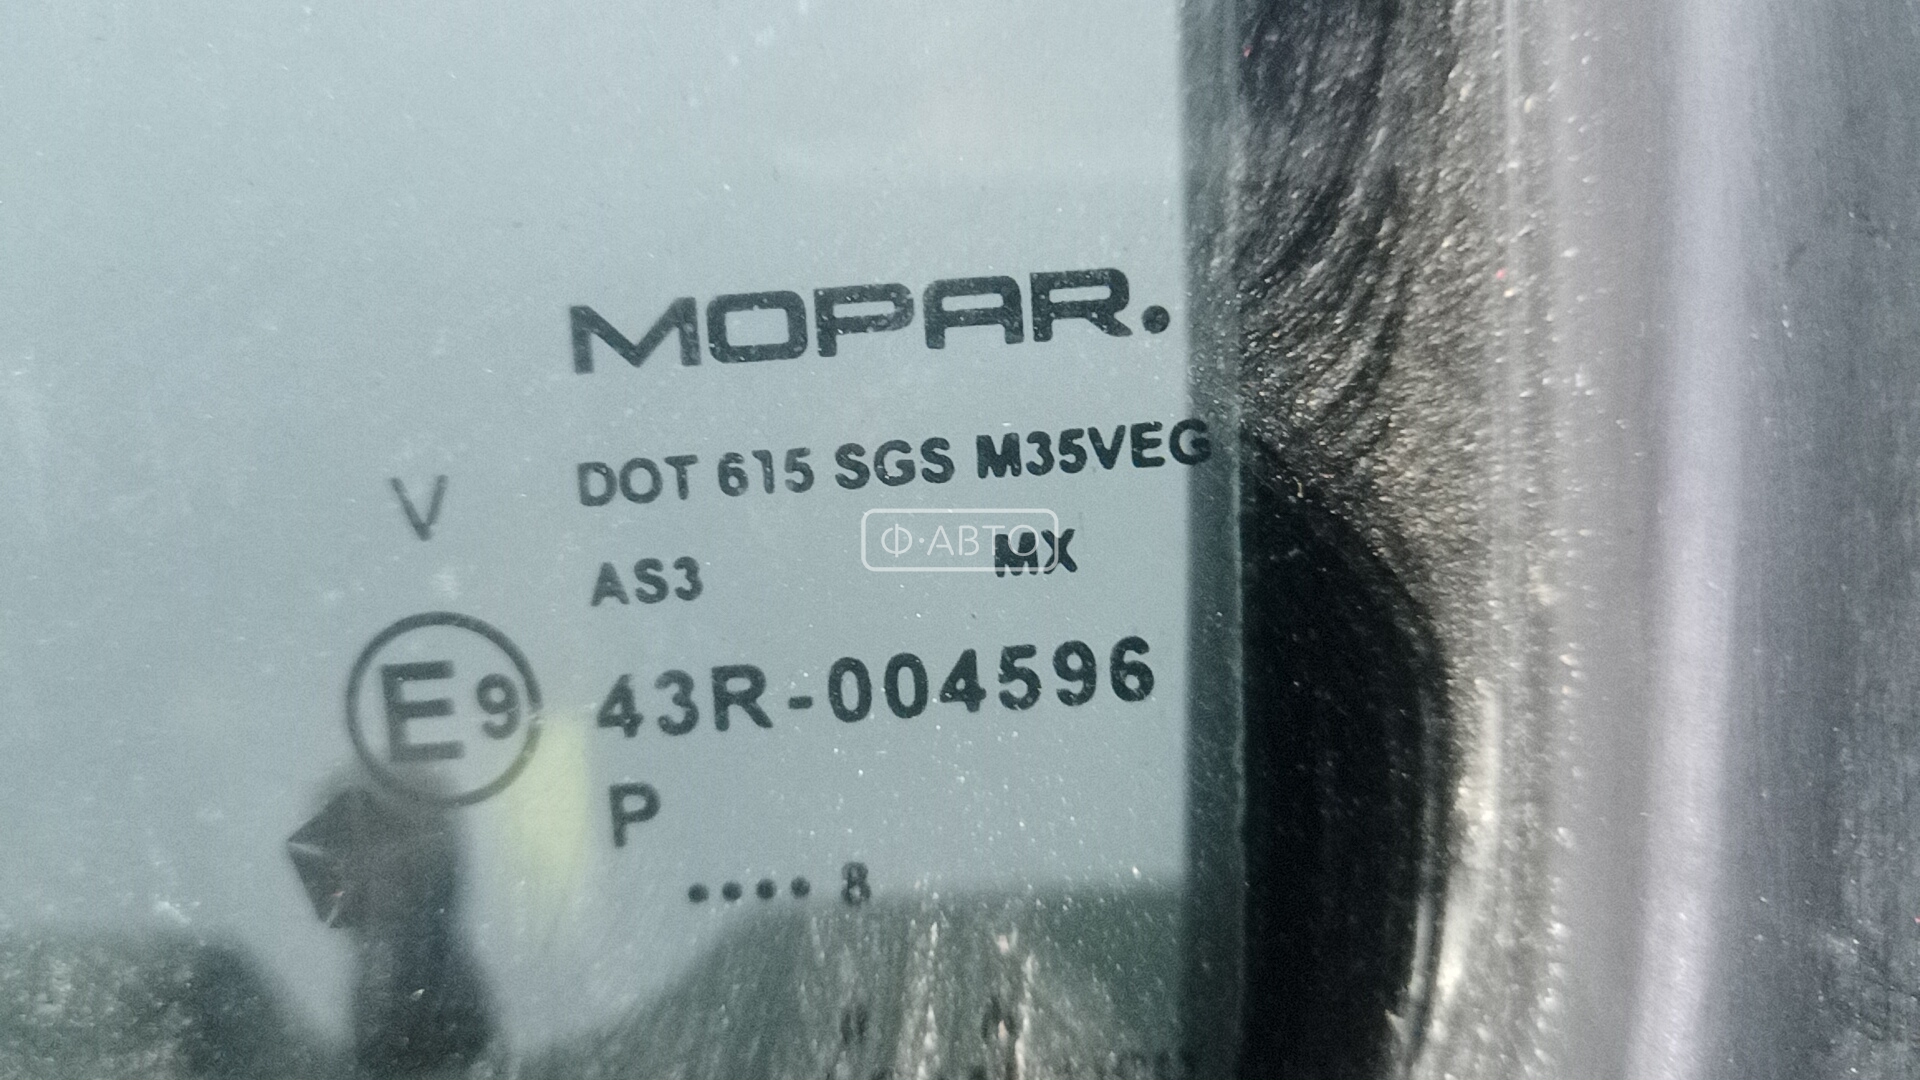 MOPAR.
V DOT 615 SGS M35VEG
Ф·АВТО
AS3 MX
E9 43R-004596
P
•••• 8